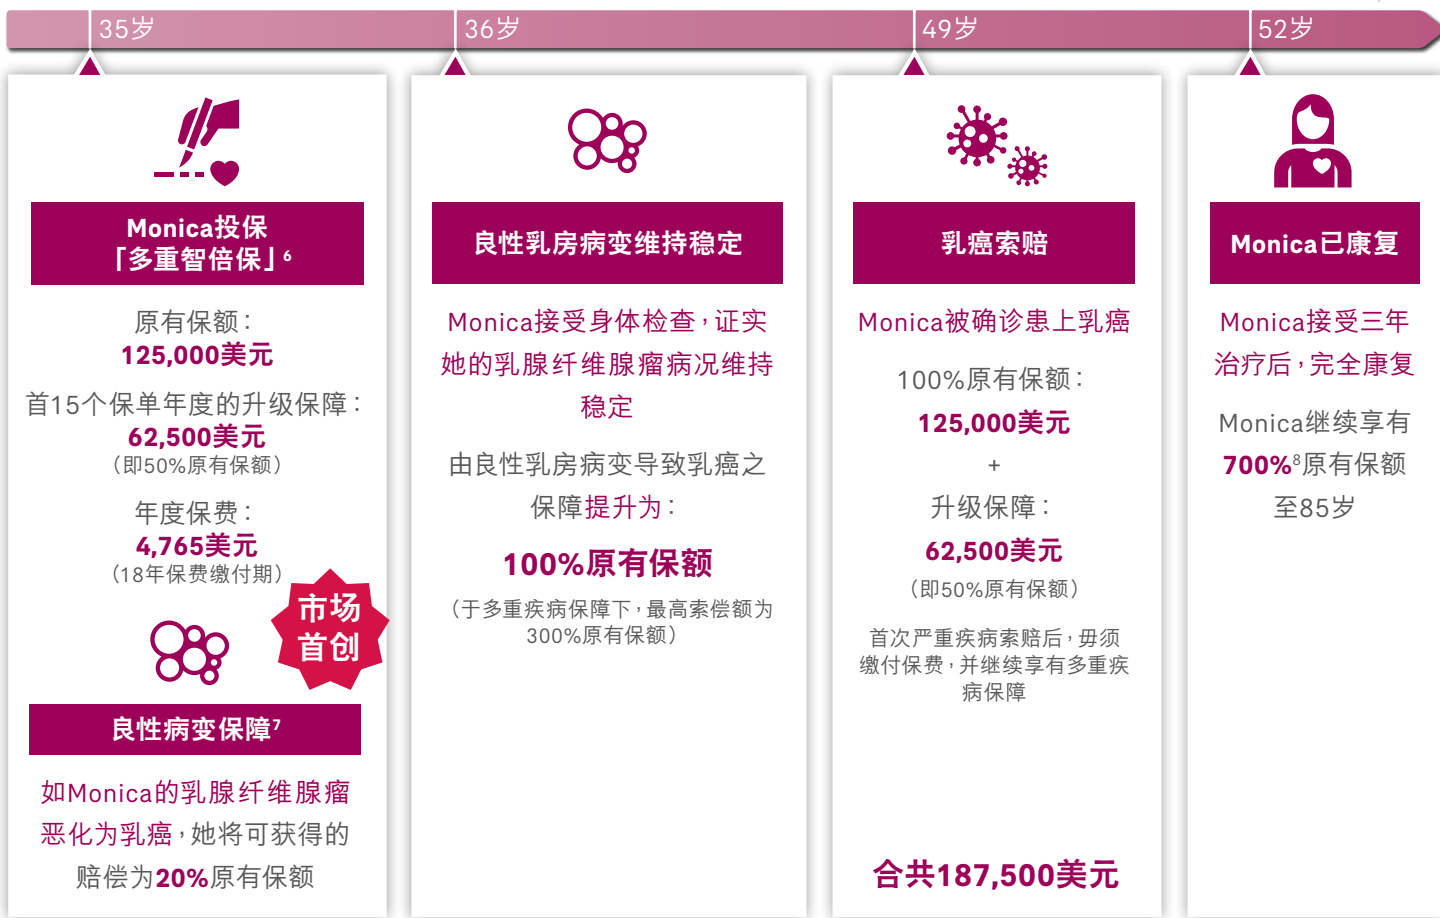 35岁
36岁
49岁
52岁
Monica投保
「多重智倍保」⁶
原有保额：
125,000美元
首15个保单年度的升级保障：
62,500美元
（即50%原有保额）
年度保费：
4,765美元
（18年保费缴付期）
市场
首创
良性病变保障⁷
如Monica的乳腺纤维腺瘤
恶化为乳癌，她将可获得的
赔偿为20%原有保额
良性乳房病变维持稳定
Monica接受身体检查，证实
她的乳腺纤维腺瘤病况维持
稳定
由良性乳房病变导致乳癌之
保障提升为：
100%原有保额
（于多重疾病保障下，最高索偿额为
300%原有保额）
乳癌索赔
Monica被确诊患上乳癌
100%原有保额：
125,000美元
+
升级保障：
62,500美元
（即50%原有保额）
首次严重疾病索赔后，毋须
缴付保费，并继续享有多重疾
病保障
合共187,500美元
Monica已康复
Monica接受三年
治疗后，完全康复
Monica继续享有
700%⁸原有保额
至85岁